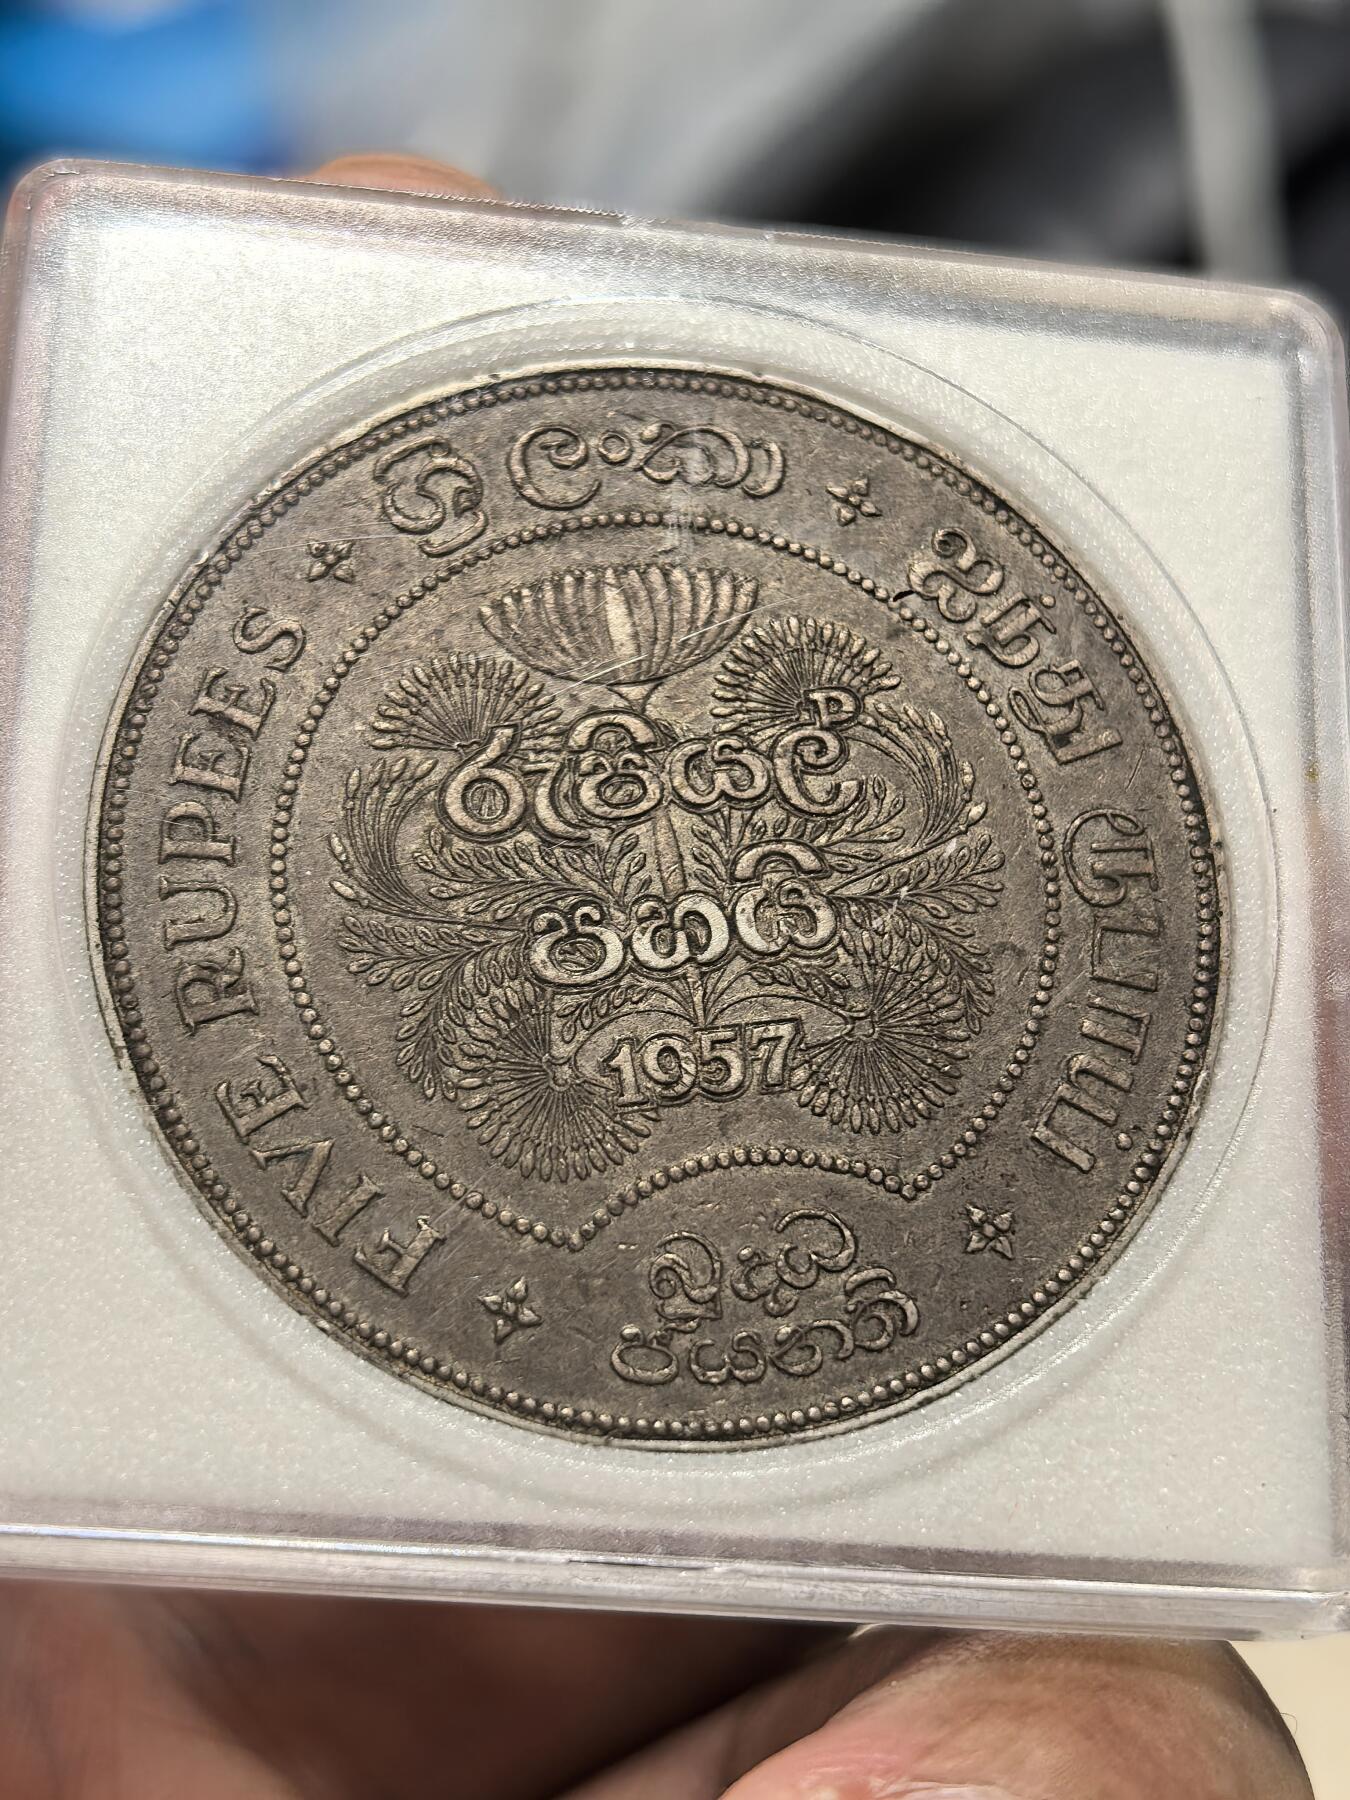 ශ්‍රී ලංකා
ஐந்து ரூபாய்
FIVE RUPEES
රුපියල්
පහයි
1957
බුද්ධ
ජයන්ති